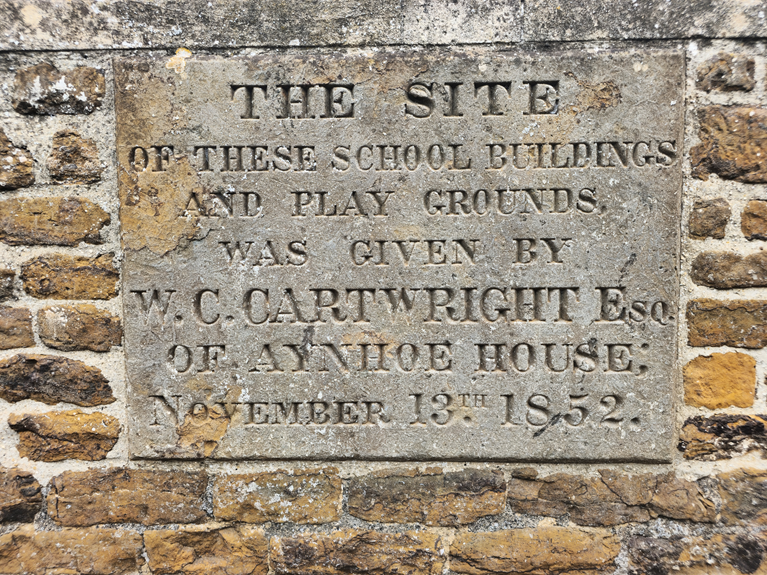 THE SITE
OF THESE SCHOOL BUILDINGS
AND PLAY GROUNDS,
WAS GIVEN BY
W. C. CARTWRIGHT Esq.
OF AYNHOE HOUSE;
NOVEMBER 13TH 1852.